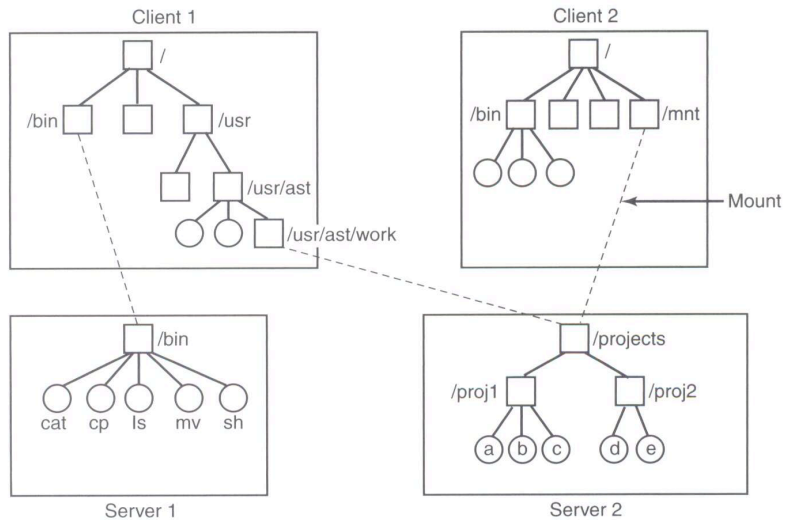 Client 1
Client 2
/
/
/bin
/usr
/bin
/mnt
/usr/ast
Mount
/usr/ast/work
/bin
/projects
/proj1
/proj2
cat cp ls mv sh
a b c d e
Server 1
Server 2